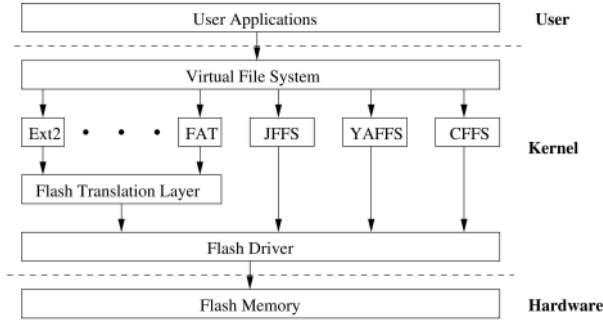 User Applications
User
Virtual File System
Ext2 • • • FAT JFFS YAFFS CFFS
Kernel
Flash Translation Layer
Flash Driver
Flash Memory
Hardware